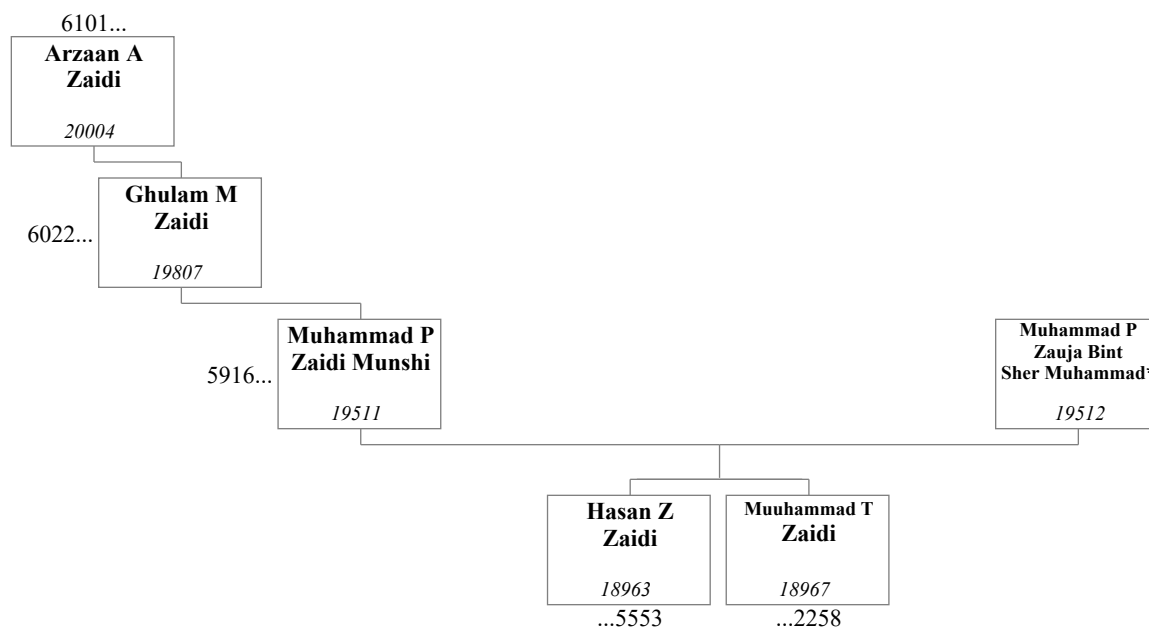 6101...
Arzaan A
Zaidi
20004
Ghulam M
Zaidi
6022...
19807
Muhammad P
Zaidi Munshi
5916...
19511
Muhammad P
Zauja Bint
Sher Muhammad*
19512
Hasan Z
Zaidi
18963
...5553
Muuhammad T
Zaidi
18967
...2258